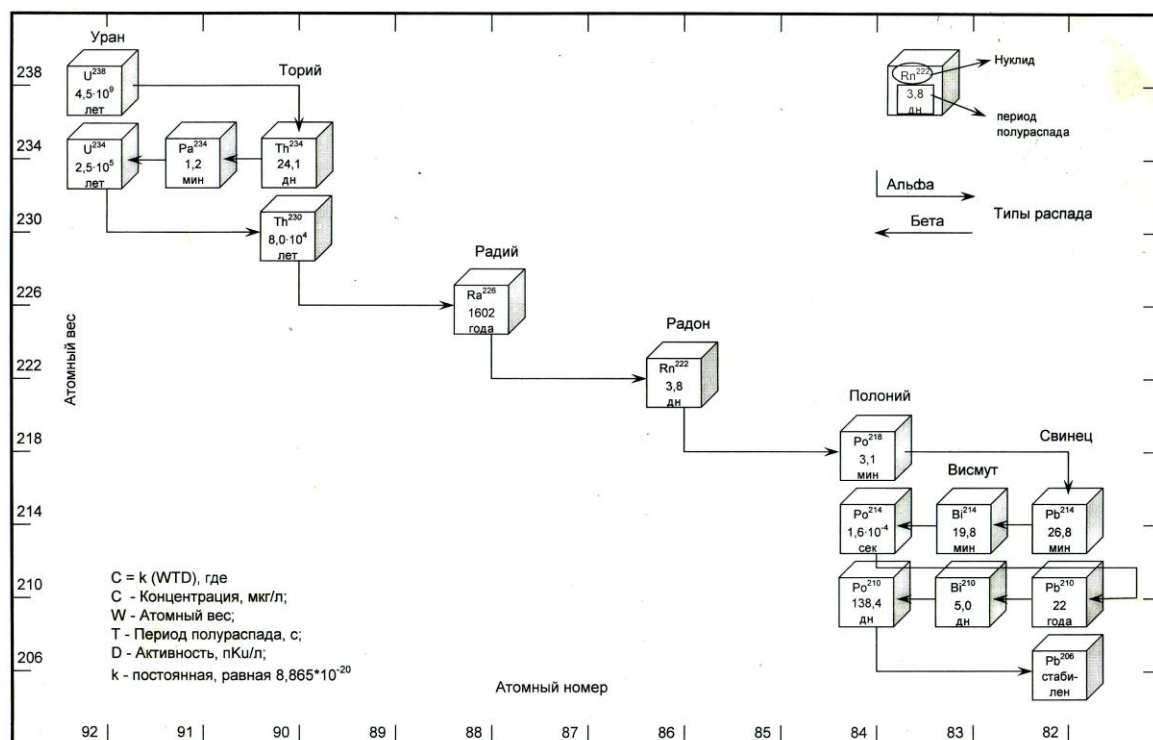 Уран
238
U²³⁸
4,5·10⁹
лет
Торий
Rn²²²
3,8
дн
Нуклид
период
полураспада
234
U²³⁴
2,5·10⁵
лет
Pa²³⁴
1,2
мин
Th²³⁴
24,1
дн
Альфа
Бета
Типы распада
230
Th²³⁰
8,0·10⁴
лет
Радий
226
Ra²²⁶
1602
года
Атомный вес
Радон
222
Rn²²²
3,8
дн
Полоний
218
Po²¹⁸
3,1
мин
Свинец
Висмут
214
Po²¹⁴
1,6·10⁻⁴
сек
Bi²¹⁴
19,8
мин
Pb²¹⁴
26,8
мин
210
Po²¹⁰
138,4
дн
Bi²¹⁰
5,0
дн
Pb²¹⁰
22
года
206
Pb²⁰⁶
стаби-
лен
C = k (WTD), где
C - Концентрация, мкг/л;
W - Атомный вес;
T - Период полураспада, с;
D - Активность, пКu/л;
k - постоянная, равная 8,865*10⁻²⁰
Атомный номер
92 91 90 89 88 87 86 85 84 83 82